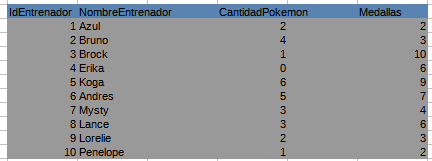 IdEntrenador NombreEntrenador CantidadPokemon Medallas
1 Azul 2 2
2 Bruno 4 3
3 Brock 1 10
4 Erika 0 6
5 Koga 6 9
6 Andres 5 7
7 Mysty 3 4
8 Lance 3 6
9 Lorelie 2 3
10 Penelope 1 2